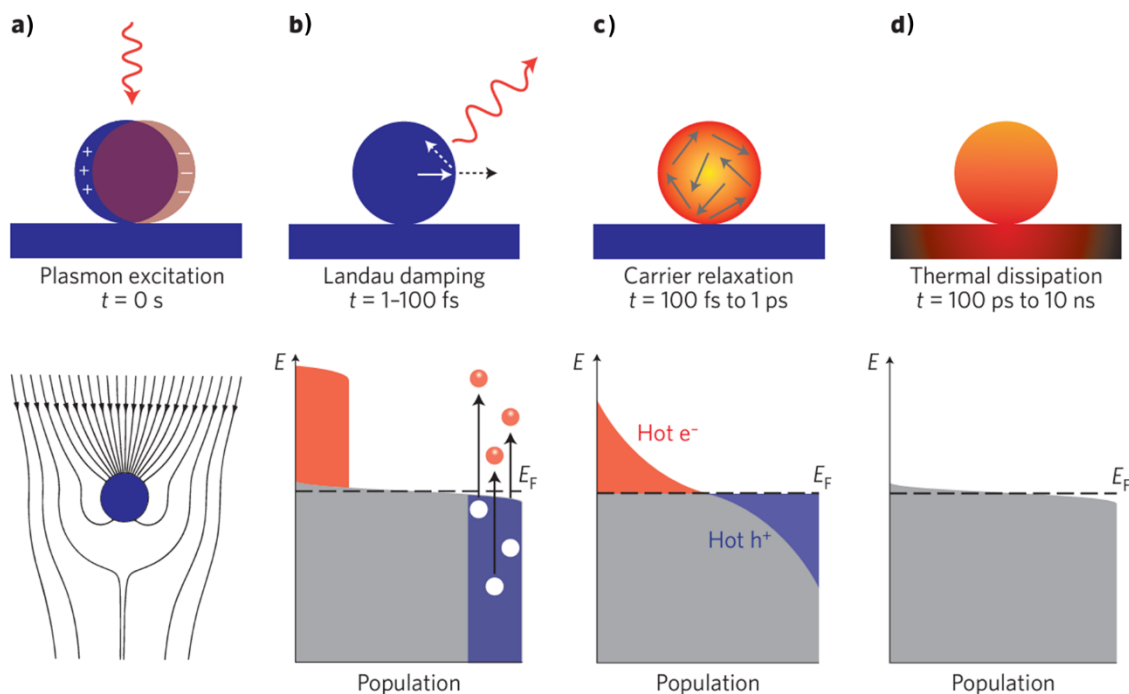 a)
b)
c)
d)
+
+
+
−
−
−
Plasmon excitation
t = 0 s
Landau damping
t = 1–100 fs
Carrier relaxation
t = 100 fs to 1 ps
Thermal dissipation
t = 100 ps to 10 ns
E
E_F
Population
E
Hot e⁻
E_F
Hot h⁺
Population
E
E_F
Population